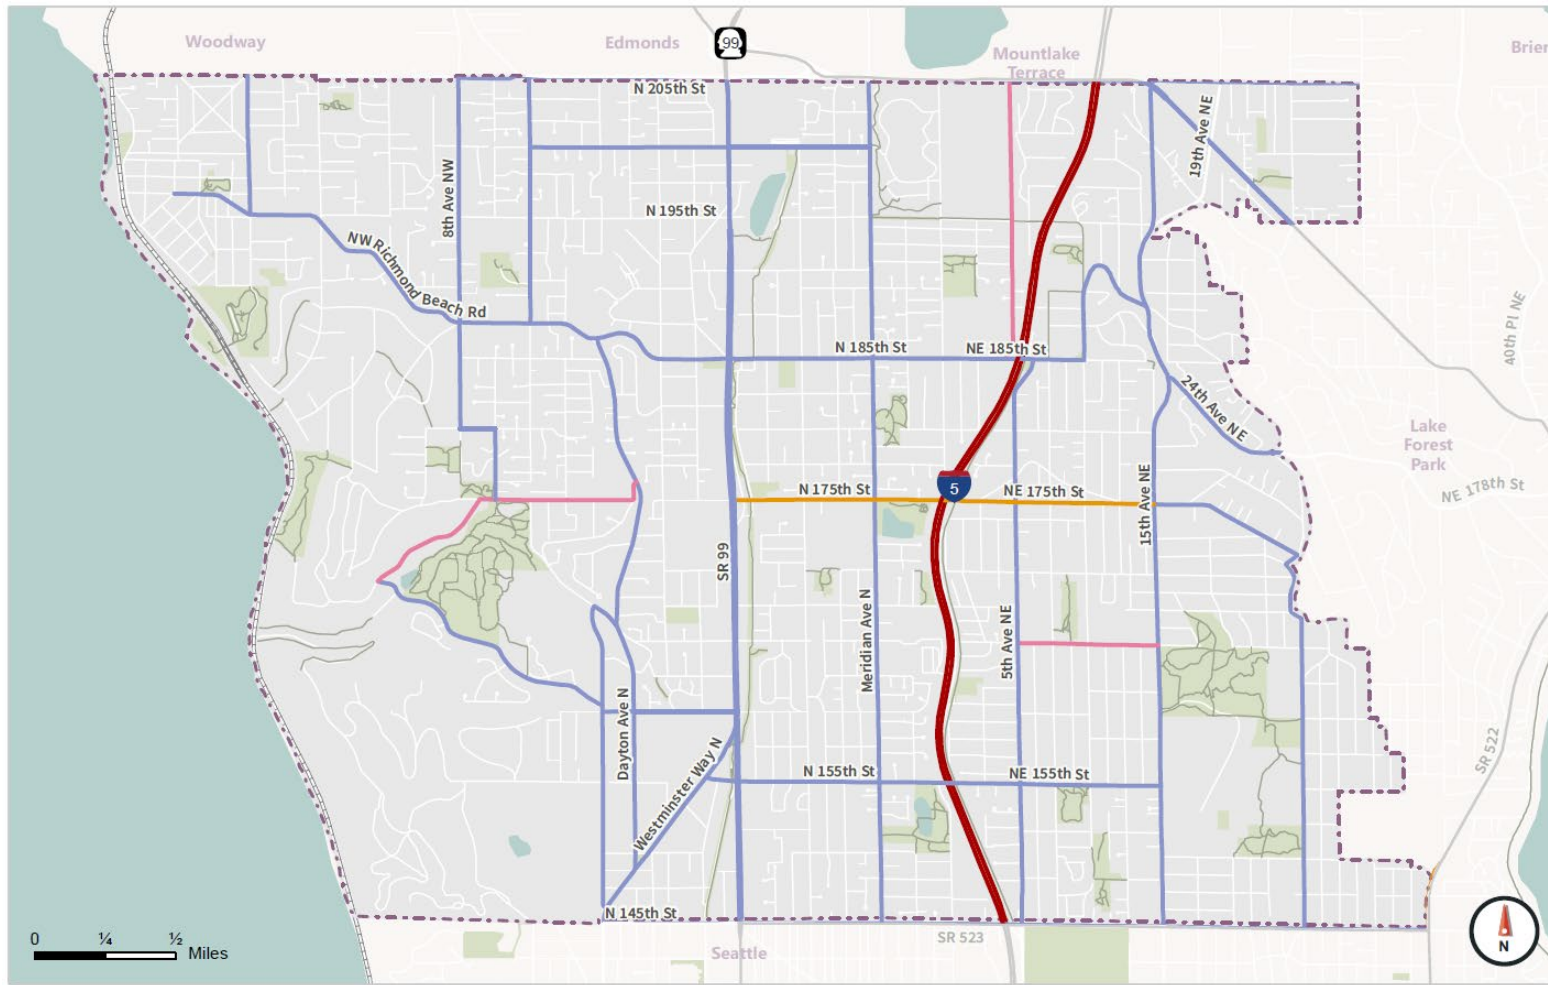 Woodway
Edmonds
99
Mountlake
Terrace
Brier
N 205th St
19th Ave NE
8th Ave NW
N 195th St
NW Richmond Beach Rd
40th Pl NE
N 185th St
NE 185th St
24th Ave NE
Lake
Forest
Park
5
N 175th St
NE 175th St
NE 178th St
15th Ave NE
SR 99
Meridian Ave N
5th Ave NE
Dayton Ave N
Westminster Way N
SR 522
N 155th St
NE 155th St
N 145th St
SR 523
Seattle
0 ¼ ½ Miles
N